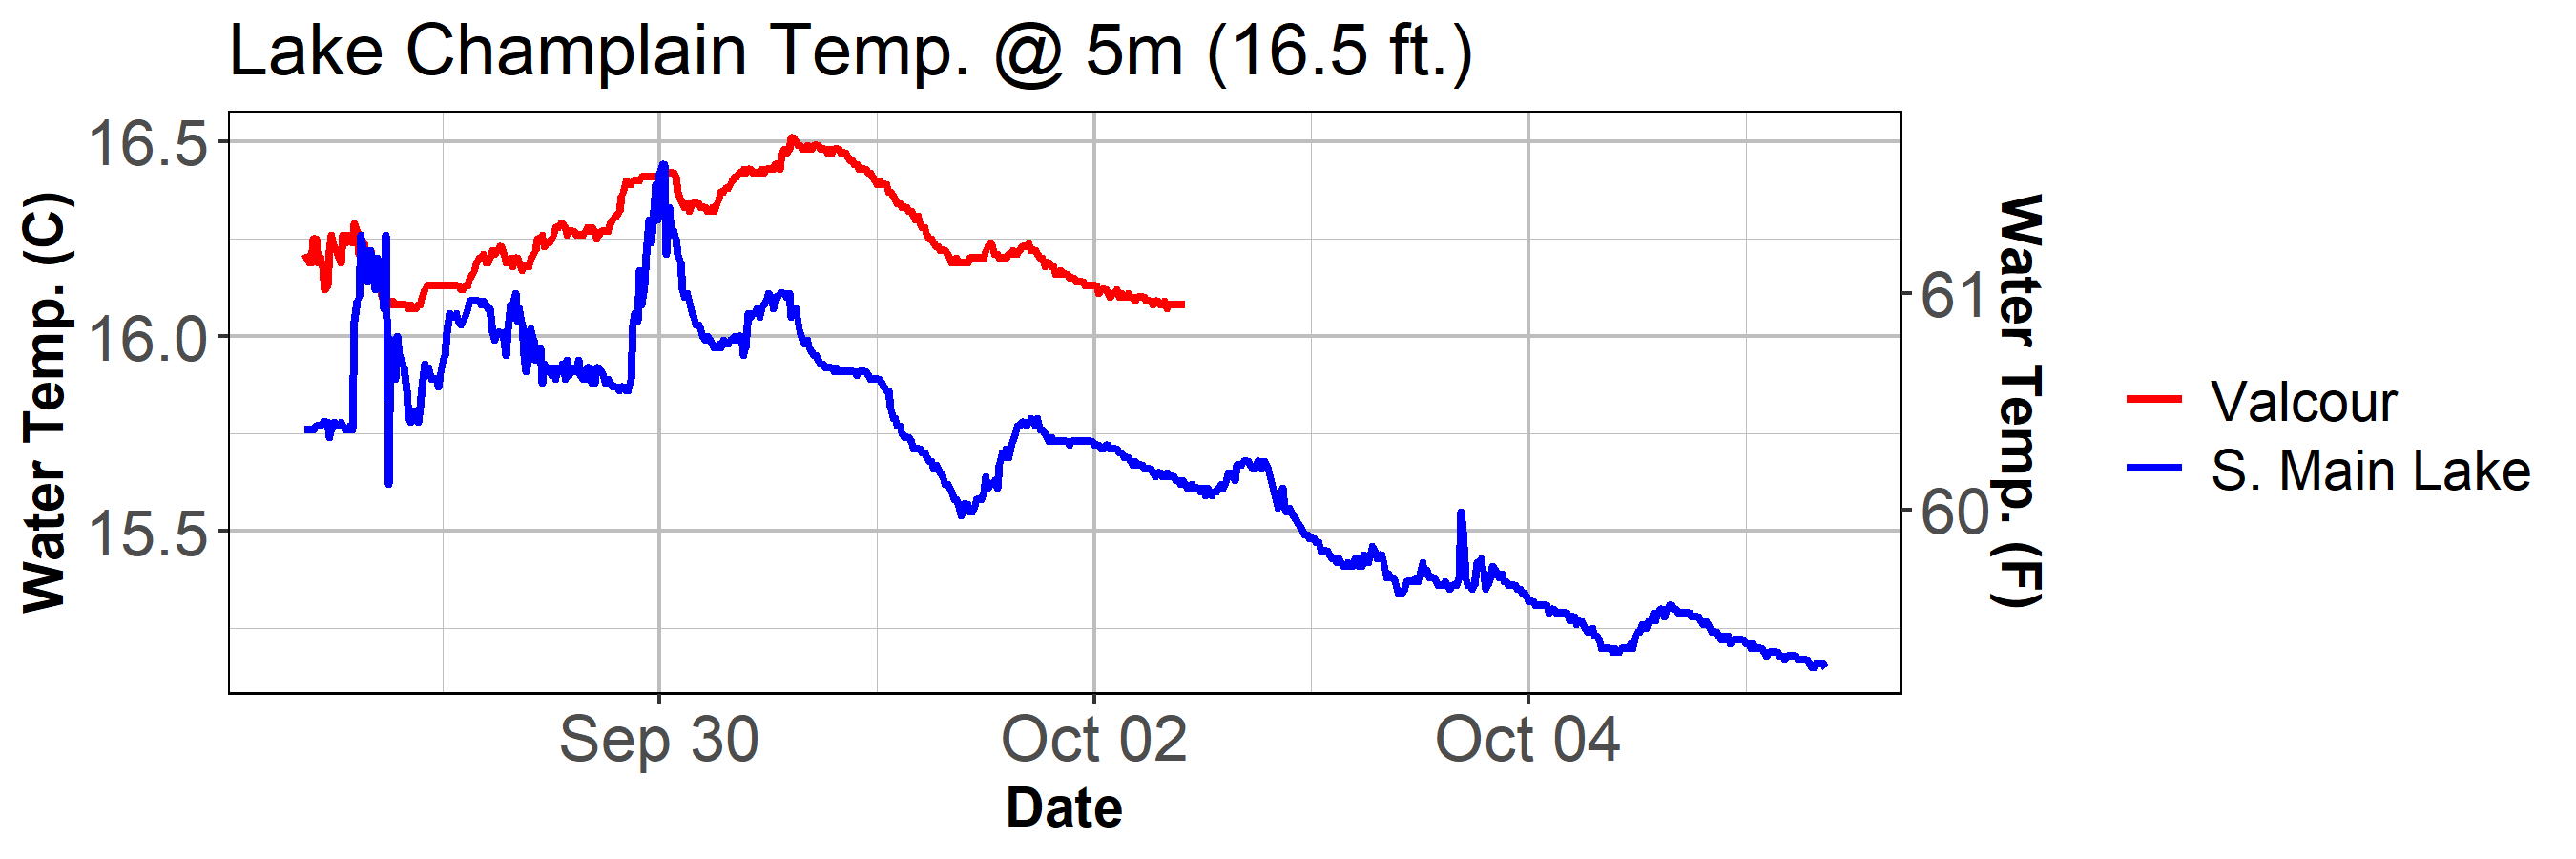 Lake Champlain Temp. @ 5m (16.5 ft.)
Water Temp. (C)
16.5
16.0
15.5
61
60
Water Temp. (F)
Sep 30
Oct 02
Oct 04
Date
Valcour
S. Main Lake